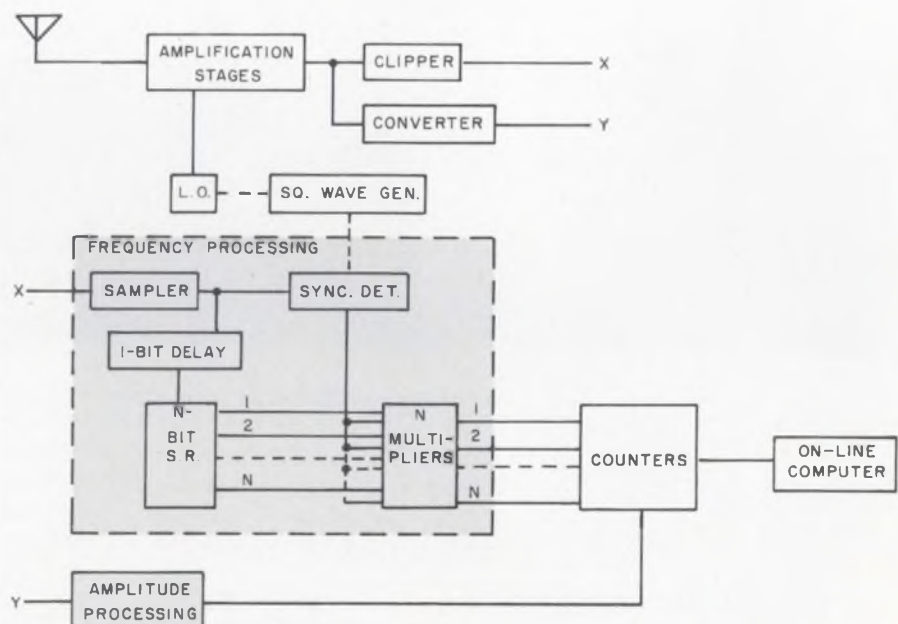 AMPLIFICATION
STAGES
CLIPPER
X
CONVERTER
Y
L.O.
SQ. WAVE GEN.
FREQUENCY PROCESSING
X
SAMPLER
SYNC. DET.
1-BIT DELAY
N-
BIT
S R.
1
2
N
N
MULTI-
PLIERS
1
2
N
COUNTERS
ON-LINE
COMPUTER
Y
AMPLITUDE
PROCESSING